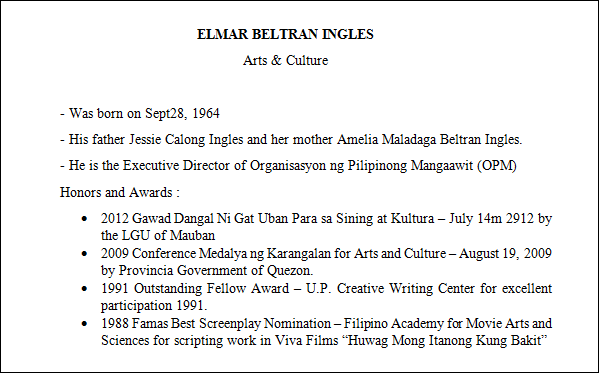 ELMAR BELTRAN INGLES
Arts & Culture
- Was born on Sept28, 1964
- His father Jessie Calong Ingles and her mother Amelia Maladaga Beltran Ingles.
- He is the Executive Director of Organisasyon ng Pilipinong Mangaawit (OPM)
Honors and Awards :
• 2012 Gawad Dangal Ni Gat Uban Para sa Sining at Kultura – July 14m 2912 by
the LGU of Mauban
• 2009 Conference Medalya ng Karangalan for Arts and Culture – August 19, 2009
by Provincia Government of Quezon.
• 1991 Outstanding Fellow Award – U.P. Creative Writing Center for excellent
participation 1991.
• 1988 Famas Best Screenplay Nomination – Filipino Academy for Movie Arts and
Sciences for scripting work in Viva Films “Huwag Mong Itanong Kung Bakit”